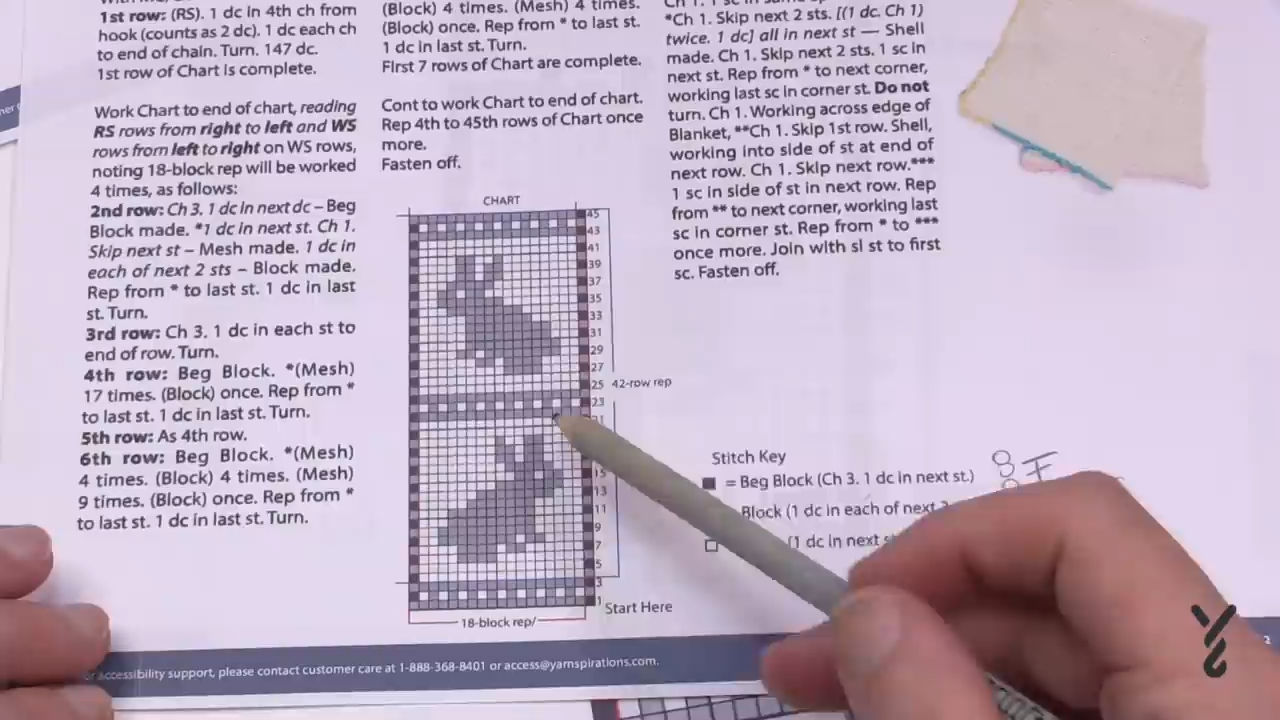 1st row: (RS). 1 dc in 4th ch from
hook (counts as 2 dc). 1 dc each ch
to end of chain. Turn. 147 dc.
1st row of Chart is complete.
Work Chart to end of chart, reading
RS rows from right to left and WS
rows from left to right on WS rows,
noting 18-block rep will be worked
4 times, as follows:
2nd row: Ch 3. 1 dc in next dc – Beg
Block made. *1 dc in next st. Ch 1.
Skip next st – Mesh made. 1 dc in
each of next 2 sts – Block made.
Rep from * to last st. 1 dc in last
st. Turn.
3rd row: Ch 3. 1 dc in each st to
end of row. Turn.
4th row: Beg Block. *(Mesh)
17 times. (Block) once. Rep from *
to last st. 1 dc in last st. Turn.
5th row: As 4th row.
6th row: Beg Block. *(Mesh)
4 times. (Block) 4 times. (Mesh)
9 times. (Block) once. Rep from *
to last st. 1 dc in last st. Turn.
(Block) 4 times. (Mesh) 4 times.
(Block) once. Rep from * to last st.
1 dc in last st. Turn.
First 7 rows of Chart are complete.
Cont to work Chart to end of chart.
Rep 4th to 45th rows of Chart once
more.
Fasten off.
CHART
45
43
41
39
37
35
33
31
29
27
25 42-row rep
23
15
13
11
9
7
5
3
1 Start Here
18-block rep/
*Ch 1. Skip next 2 sts. [(1 dc. Ch 1)
twice. 1 dc] all in next st — Shell
made. Ch 1. Skip next 2 sts. 1 sc in
next st. Rep from * to next corner,
working last sc in corner st. Do not
turn. Ch 1. Working across edge of
Blanket, **Ch 1. Skip 1st row. Shell,
working into side of st at end of
next row. Ch 1. Skip next row.***
1 sc in side of st in next row. Rep
from ** to next corner, working last
sc in corner st. Rep from * to ***
once more. Join with sl st to first
sc. Fasten off.
Stitch Key
= Beg Block (Ch 3. 1 dc in next st.)
Block (1 dc in each of next
(1 dc in next
accessibility support, please contact customer care at 1-888-368-8401 or access@yarnspirations.com.
2